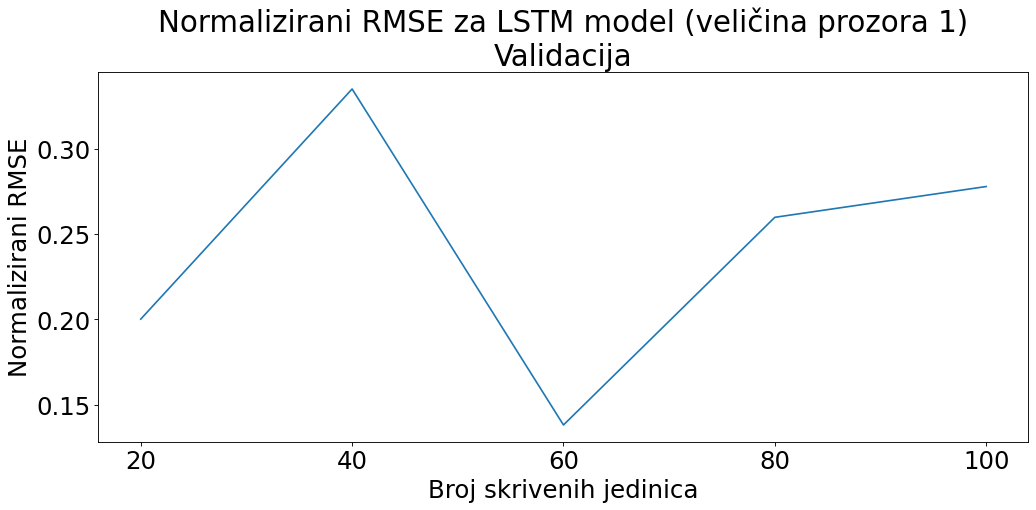 Normalizirani RMSE za LSTM model (veličina prozora 1)
Validacija
Normalizirani RMSE
0.30
0.25
0.20
0.15
20 40 60 80 100
Broj skrivenih jedinica